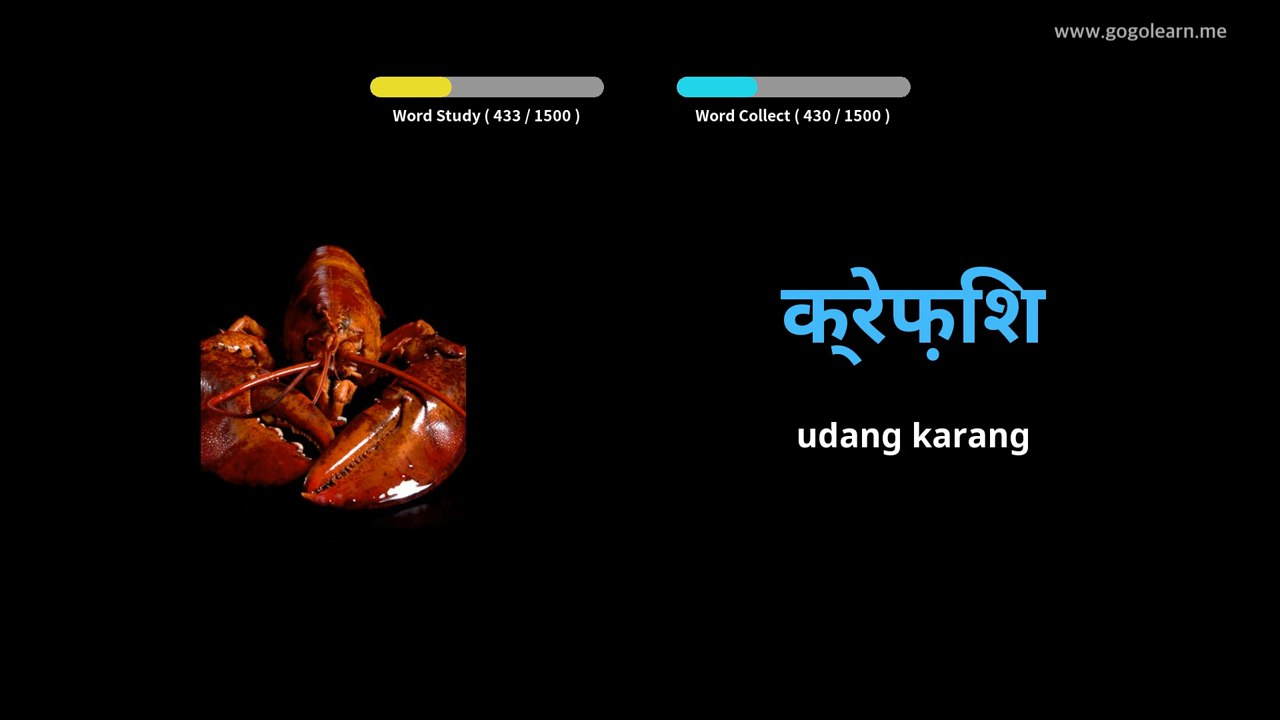 www.gogolearn.me
Word Study ( 433 / 1500 )
Word Collect ( 430 / 1500 )
क्रेफ़शि
udang karang